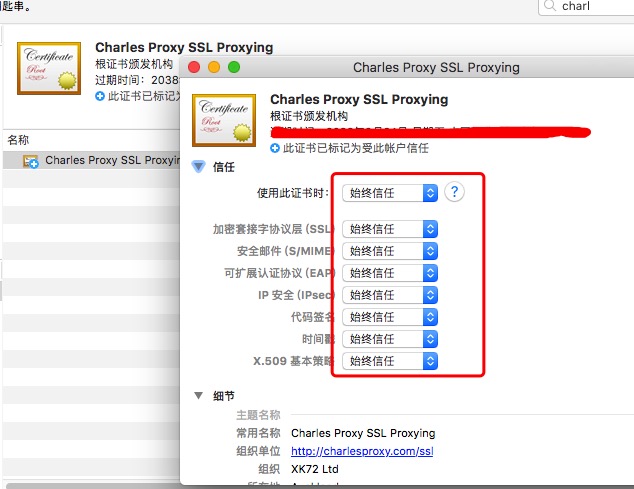 匙串。
charl
Charles Proxy SSL Proxying
根证书颁发机构
过期时间：2038
此证书已标记为
名称
Charles Proxy SSL Proxyin
Charles Proxy SSL Proxying
Charles Proxy SSL Proxying
根证书颁发机构
此证书已标记为受此帐户信任
信任
使用此证书时： 始终信任 ?
加密套接字协议层 (SSL) 始终信任
安全邮件 (S/MIME) 始终信任
可扩展认证协议 (EAP) 始终信任
IP 安全 (IPsec) 始终信任
代码签名 始终信任
时间戳 始终信任
X.509 基本策略 始终信任
细节
主题名称
常用名称 Charles Proxy SSL Proxying
组织单位 http://charlesproxy.com/ssl
组织 XK72 Ltd